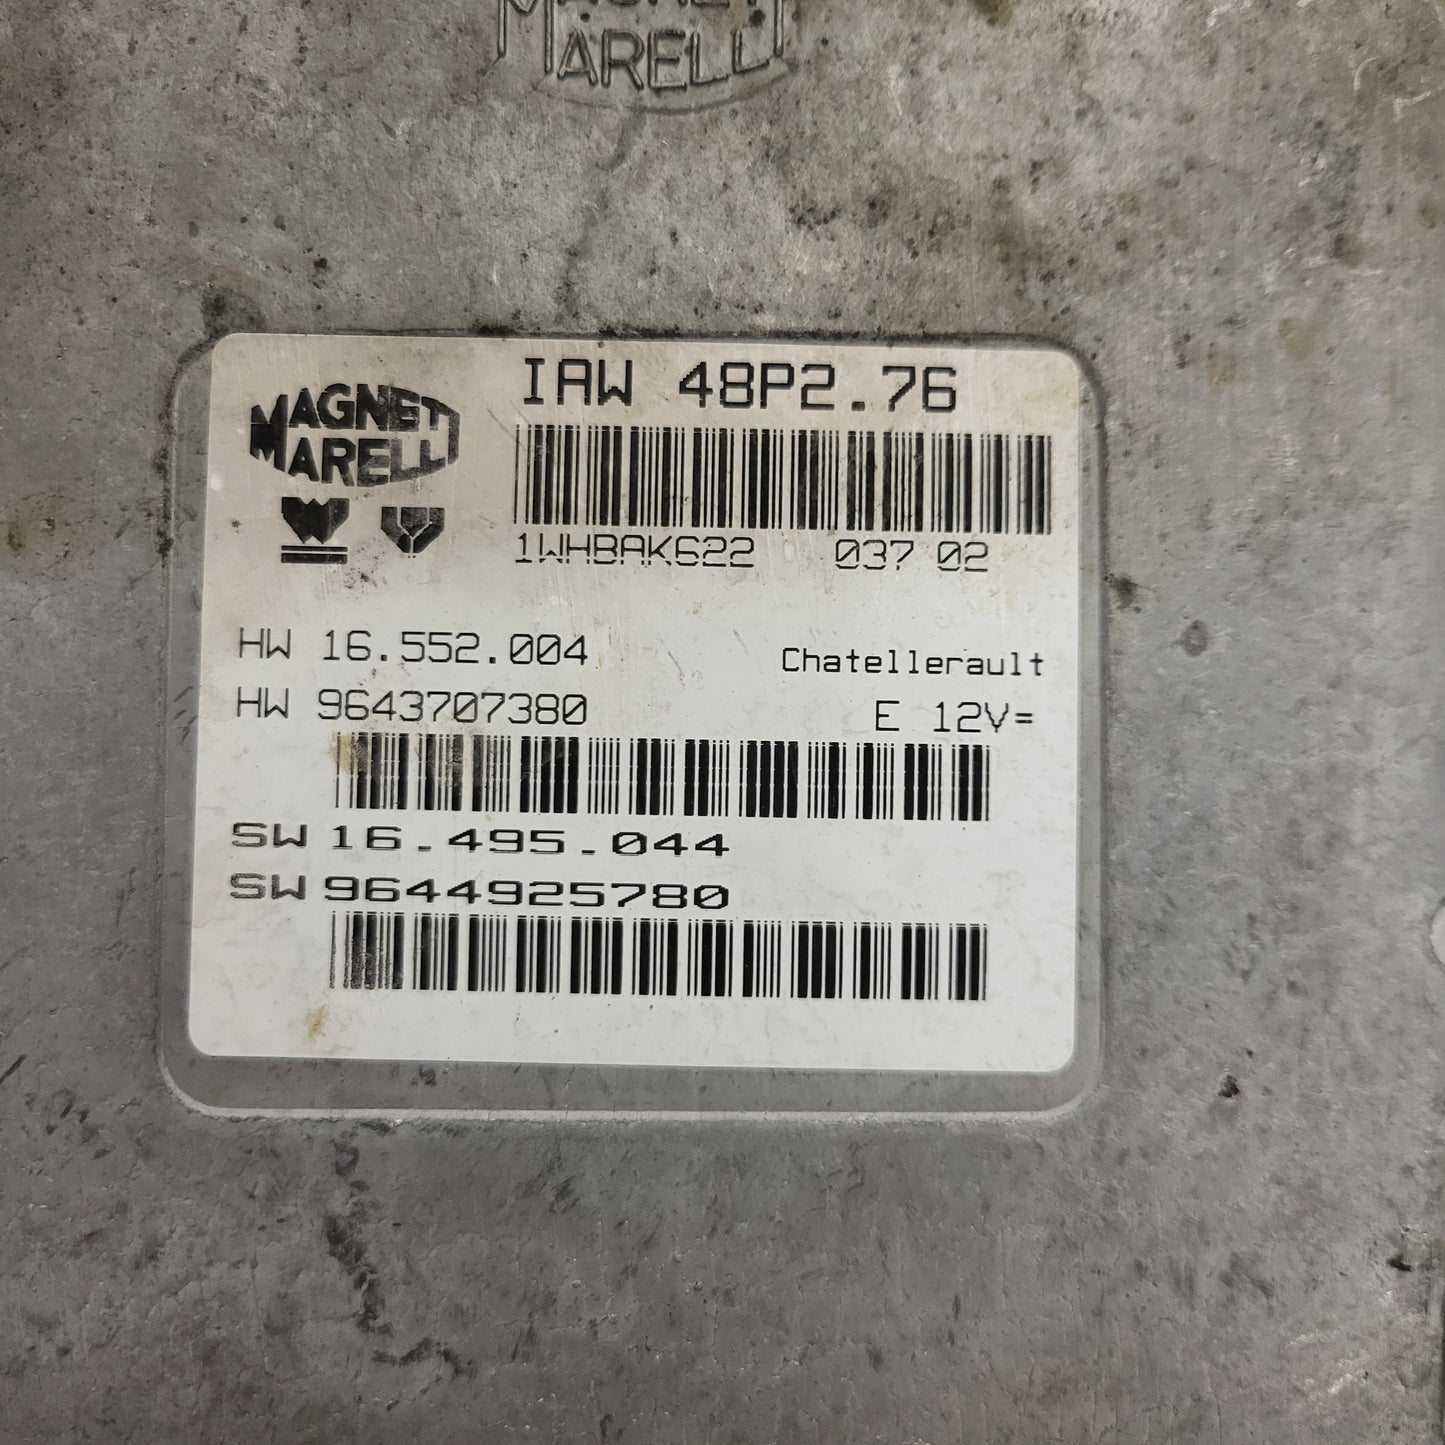 MAGNETI
MARELLI
IAW 48P2.76
MAGNETI
MARELLI
1WHBAK622 037 02
HW 16.552.004
Chatellerault
HW 9643707380
E 12V=
SW 16.495.044
SW 9644925780